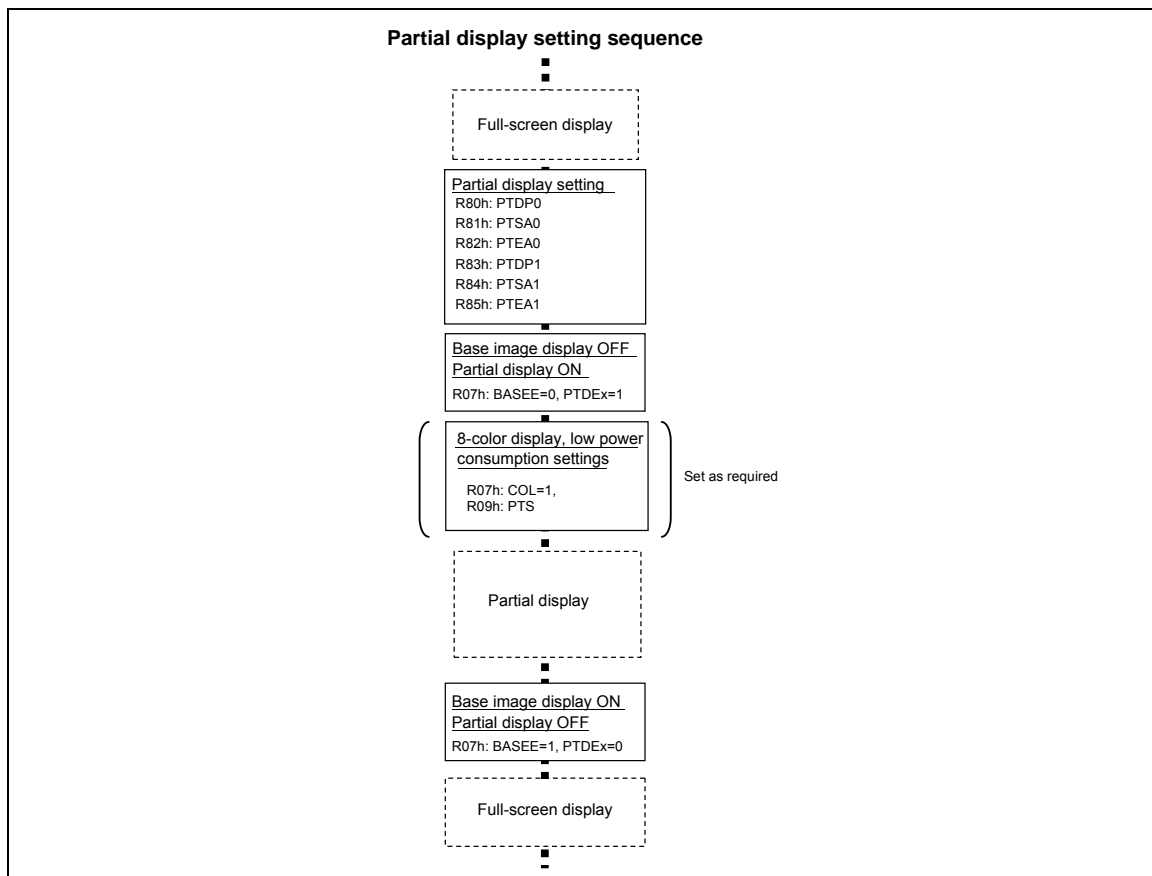 Partial display setting sequence
Full-screen display
Partial display setting
R80h: PTDP0
R81h: PTSA0
R82h: PTEA0
R83h: PTDP1
R84h: PTSA1
R85h: PTEA1
Base image display OFF
Partial display ON
R07h: BASEE=0, PTDEx=1
8-color display, low power
consumption settings
R07h: COL=1,
R09h: PTS
Set as required
Partial display
Base image display ON
Partial display OFF
R07h: BASEE=1, PTDEx=0
Full-screen display